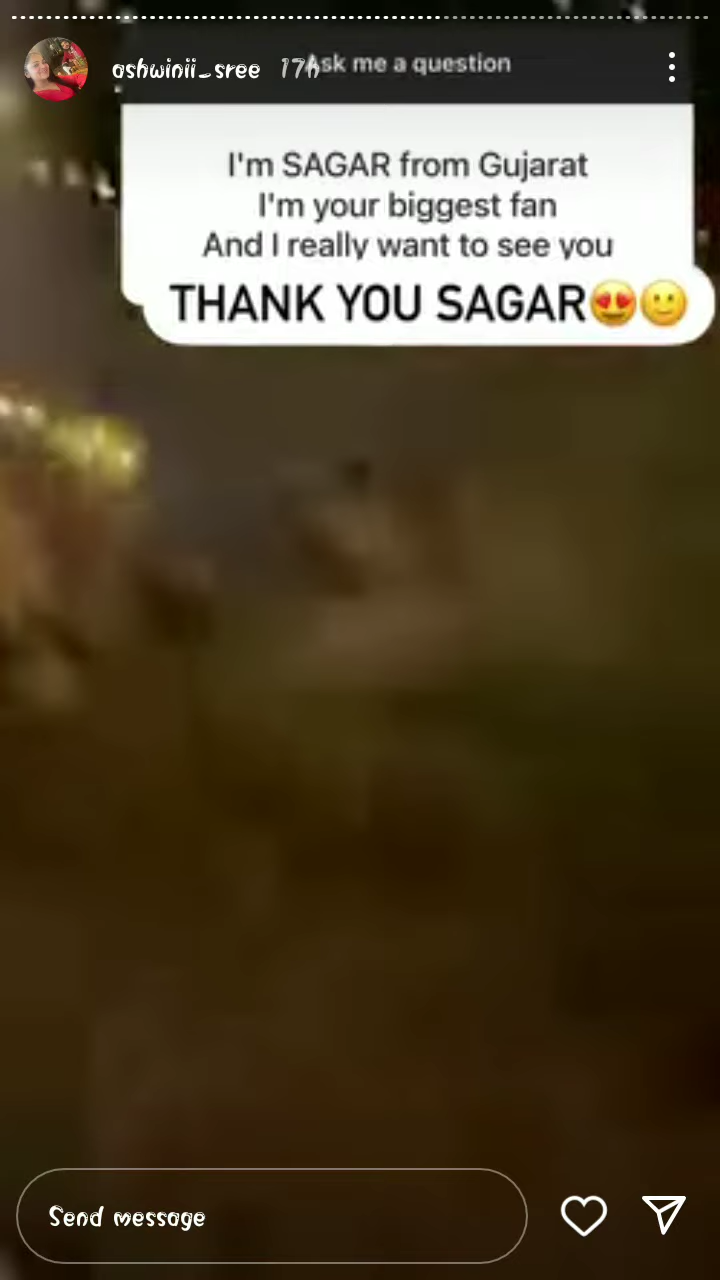 ashwinii_sree 17h
Ask me a question
I'm SAGAR from Gujarat
I'm your biggest fan
And I really want to see you
THANK YOU SAGAR😍🙂
Send message